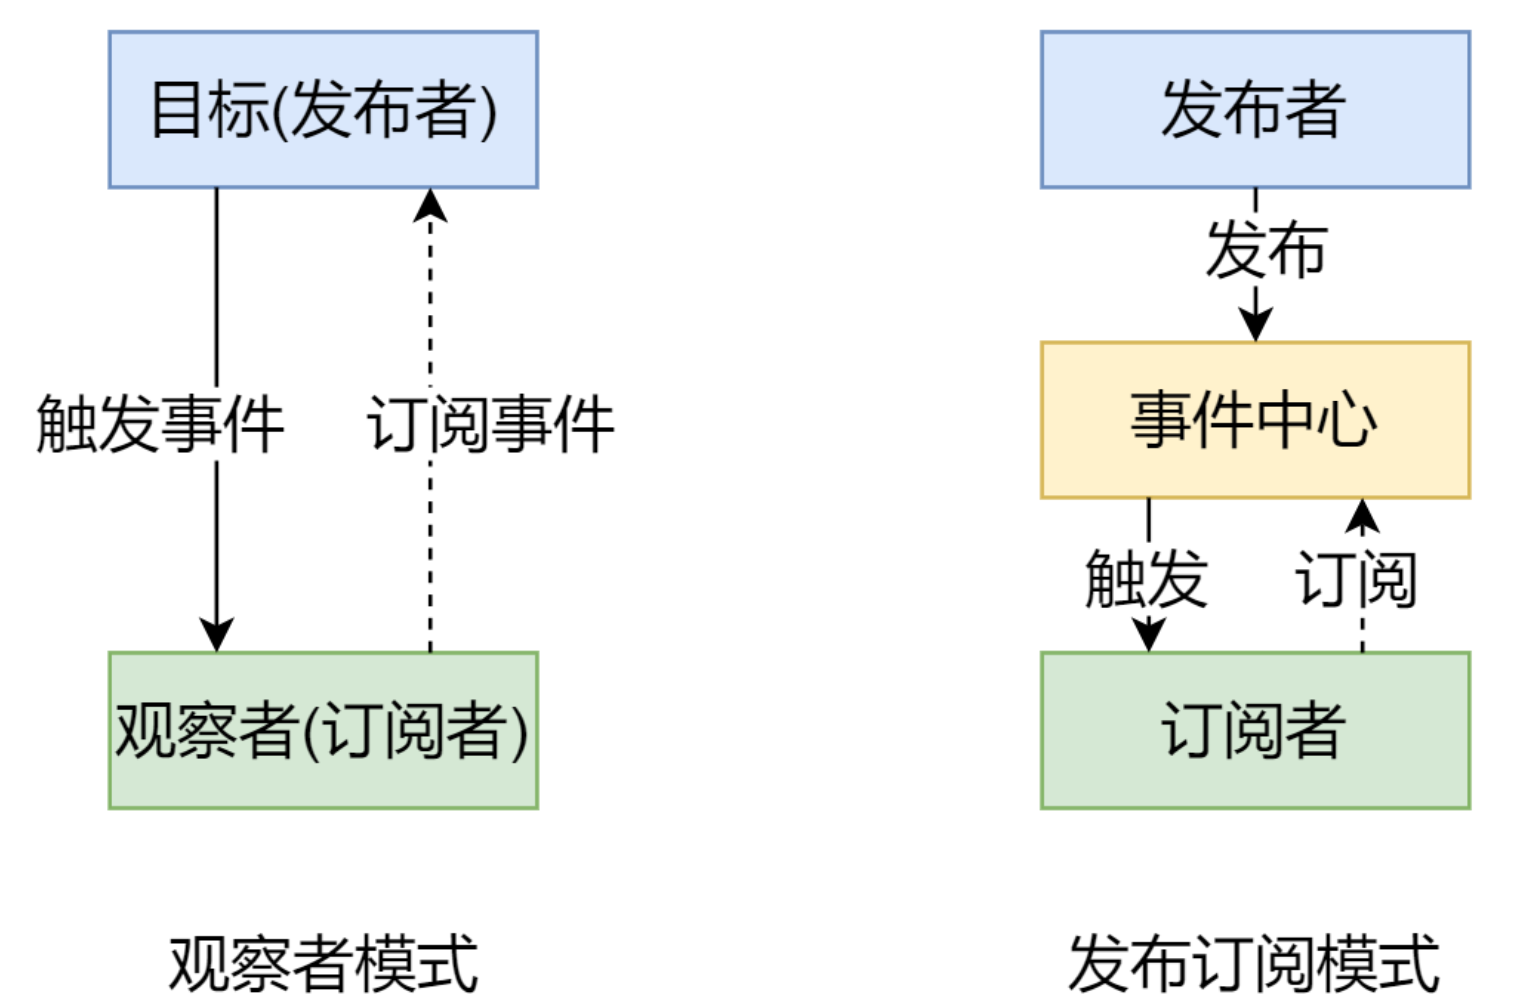 目标(发布者)
触发事件
订阅事件
观察者(订阅者)
观察者模式
发布者
发布
事件中心
触发
订阅
订阅者
发布订阅模式